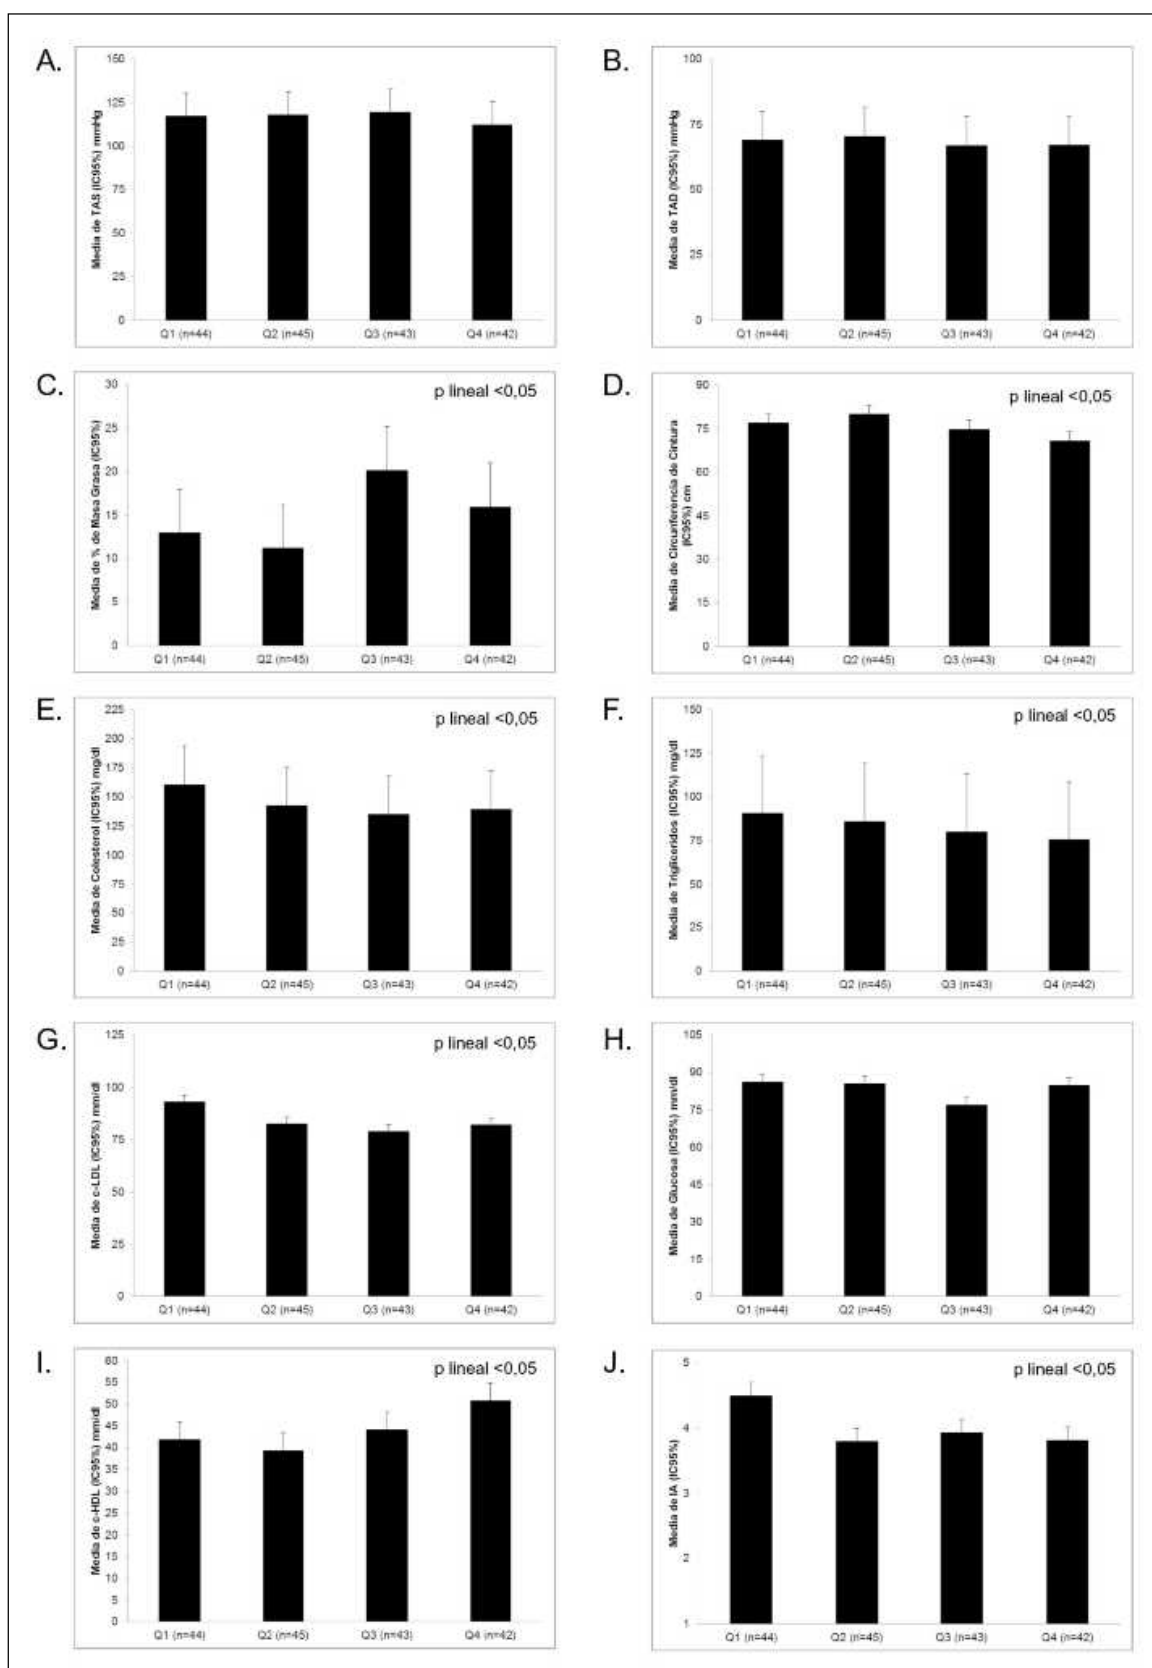 A.
Media de TAS (IC95%) mmHg
150
125
100
75
50
25
0
Q1 (n=44) Q2 (n=45) Q3 (n=43) Q4 (n=42)
B.
Media de TAD (IC95%) mmHg
100
75
50
25
0
Q1 (n=44) Q2 (n=45) Q3 (n=43) Q4 (n=42)
C.
p lineal <0,05
Media de % de Masa Grasa (IC95%)
30
25
20
15
10
5
0
Q1 (n=44) Q2 (n=45) Q3 (n=43) Q4 (n=42)
D.
p lineal <0,05
Media de Circunferencia de Cintura
(IC95%) cm
90
75
60
45
30
15
0
Q1 (n=44) Q2 (n=45) Q3 (n=43) Q4 (n=42)
E.
p lineal <0,05
Media de Colesterol (IC95%) mg/dl
225
200
175
150
125
100
75
50
25
0
Q1 (n=44) Q2 (n=45) Q3 (n=43) Q4 (n=42)
F.
p lineal <0,05
Media de Trigliceridos (IC95%) mg/dl
150
125
100
75
50
25
0
Q1 (n=44) Q2 (n=45) Q3 (n=43) Q4 (n=42)
G.
p lineal <0,05
Media de c-LDL (IC95%) mm/dl
125
100
75
50
25
0
Q1 (n=44) Q2 (n=45) Q3 (n=43) Q4 (n=42)
H.
Media de Glucosa (IC95%) mm/dl
105
90
75
60
45
30
15
0
Q1 (n=44) Q2 (n=45) Q3 (n=43) Q4 (n=42)
I.
p lineal <0,05
Media de c-HDL (IC95%) mm/dl
60
55
50
45
40
35
30
25
20
15
10
5
0
Q1 (n=44) Q2 (n=45) Q3 (n=43) Q4 (n=42)
J.
p lineal <0,05
Media de IA (IC95%)
5
4
3
2
1
Q1 (n=44) Q2 (n=45) Q3 (n=43) Q4 (n=42)